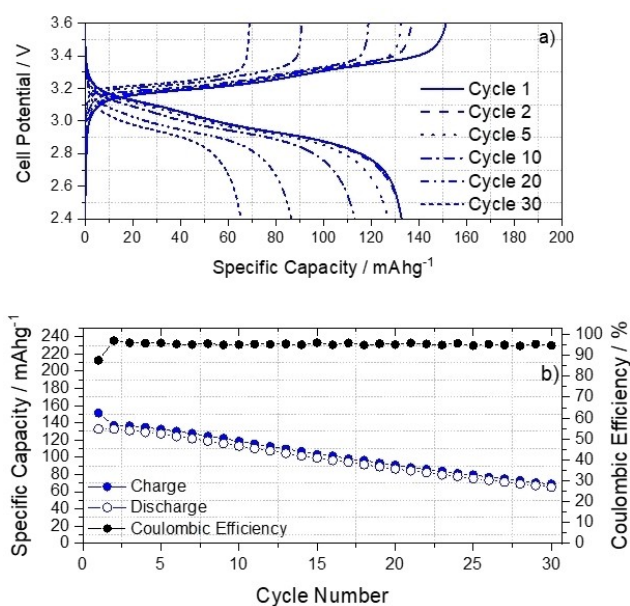 3.6
3.4
3.2
3.0
2.8
2.6
2.4
Cell Potential / V
a)
Cycle 1
Cycle 2
Cycle 5
Cycle 10
Cycle 20
Cycle 30
0 20 40 60 80 100 120 140 160 180 200
Specific Capacity / mAhg⁻¹
240
220
200
180
160
140
120
100
80
60
40
20
0
Specific Capacity / mAhg⁻¹
b)
Charge
Discharge
Coulombic Efficiency
100
90
80
70
60
50
40
30
20
10
0
Coulombic Efficiency / %
0 5 10 15 20 25 30
Cycle Number